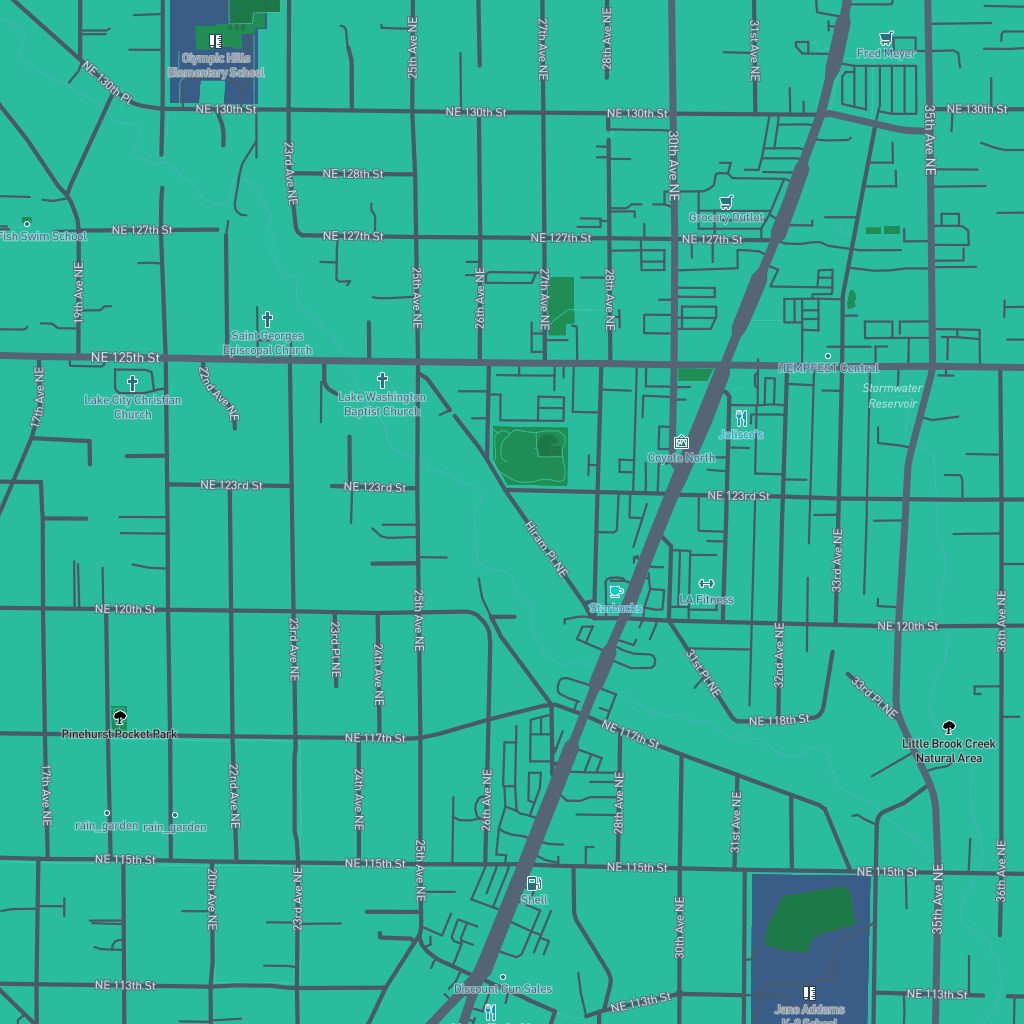 25th Ave NE
27th Ave NE
28th Ave NE
31st Ave NE
Fred Meyer
Olympic Hills
Elementary School
NE 130th Pl
NE 130th St
NE 130th St
NE 130th St
NE 130th St
35th Ave NE
30th Ave NE
23rd Ave NE
NE 128th St
Grocery Outlet
Fish Swim School
NE 127th St
NE 127th St
NE 127th St
NE 127th St
19th Ave NE
25th Ave NE
26th Ave NE
27th Ave NE
28th Ave NE
Saint Georges
Episcopal Church
NE 125th St
HEMPFEST Central
17th Ave NE
Lake City Christian
Church
22nd Ave NE
Lake Washington
Baptist Church
Stormwater
Reservoir
Jalisco's
Coyote North
NE 123rd St
NE 123rd St
NE 123rd St
Hiram Pl NE
33rd Ave NE
LA Fitness
Starbucks
NE 120th St
NE 120th St
25th Ave NE
23rd Ave NE
23rd Pl NE
24th Ave NE
31st Pl NE
32nd Ave NE
36th Ave NE
33rd Pl NE
NE 118th St
Pinehurst Pocket Park
NE 117th St
NE 117th St
Little Brook Creek
Natural Area
17th Ave NE
22nd Ave NE
24th Ave NE
26th Ave NE
28th Ave NE
31st Ave NE
rain_garden
rain_garden
NE 115th St
NE 115th St
NE 115th St
NE 115th St
25th Ave NE
36th Ave NE
20th Ave NE
23rd Ave NE
Shell
30th Ave NE
35th Ave NE
NE 113th St
Discount Gun Sales
NE 113th St
NE 113th St
Jane Addams
K-8 School